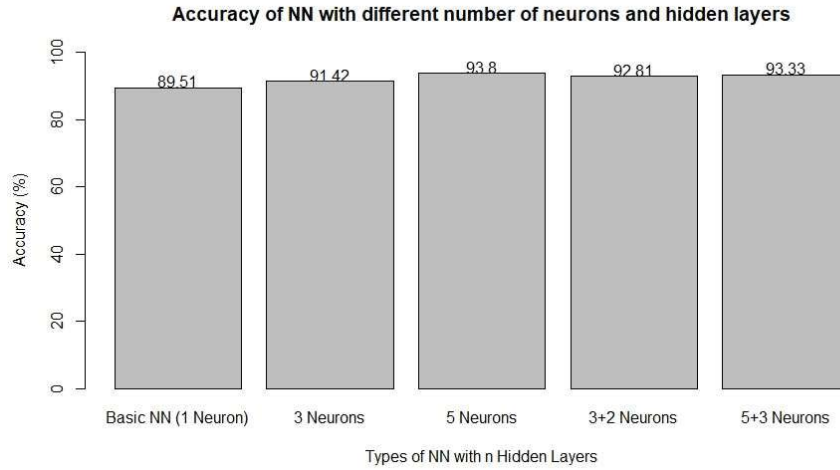 Accuracy of NN with different number of neurons and hidden layers
100
80
60
40
20
0
Accuracy (%)
89.51
91.42
93.8
92.81
93.33
Basic NN (1 Neuron)
3 Neurons
5 Neurons
3+2 Neurons
5+3 Neurons
Types of NN with n Hidden Layers